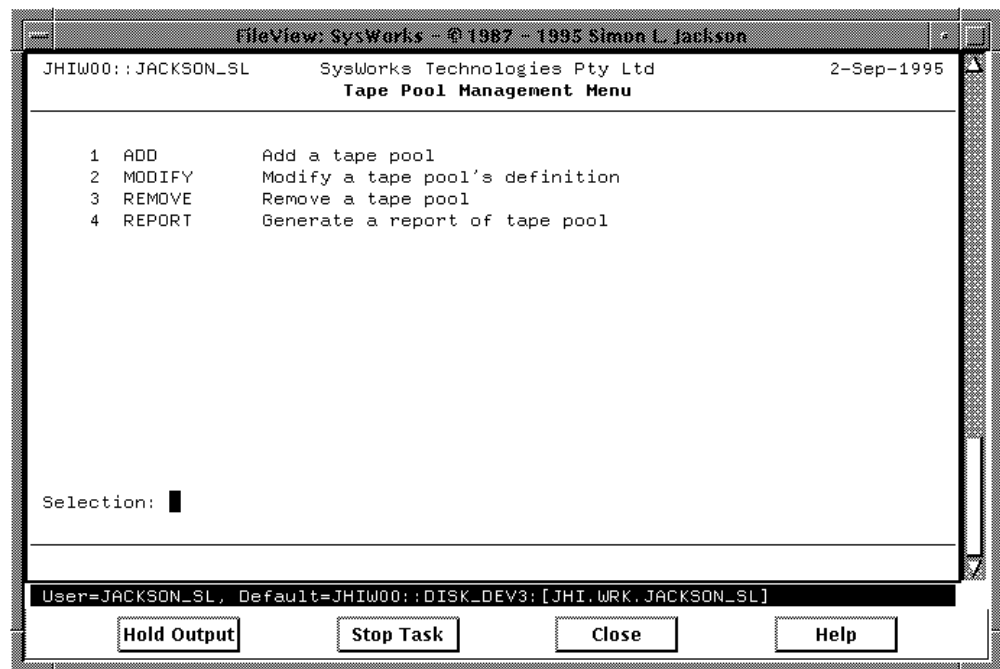 FileView: SysWorks - © 1987 - 1995 Simon L. Jackson
JHIW00::JACKSON_SL SysWorks Technologies Pty Ltd 2-Sep-1995
Tape Pool Management Menu
1 ADD Add a tape pool
2 MODIFY Modify a tape pool's definition
3 REMOVE Remove a tape pool
4 REPORT Generate a report of tape pool
Selection:
User=JACKSON_SL, Default=JHIW00::DISK_DEV3:[JHI.WRK.JACKSON_SL]
Hold Output Stop Task Close Help